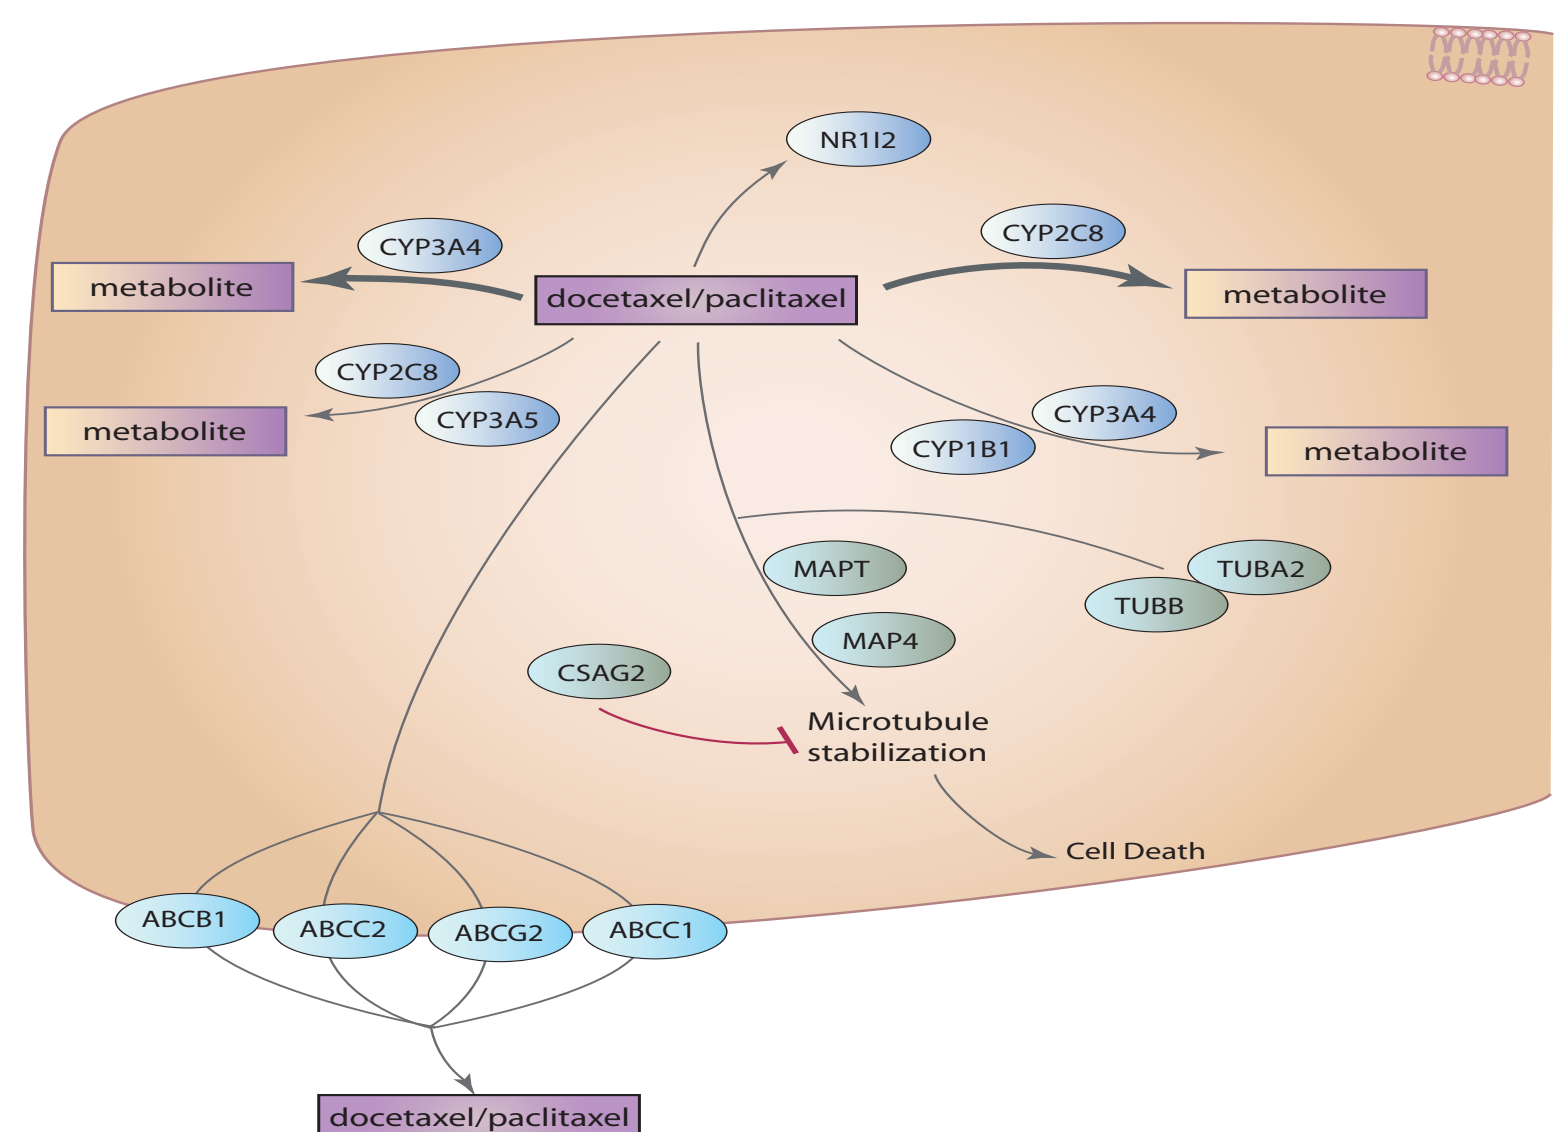 NR1I2
CYP3A4
CYP2C8
metabolite
docetaxel/paclitaxel
metabolite
CYP2C8
CYP3A5
metabolite
CYP3A4
CYP1B1
metabolite
MAPT
TUBA2
TUBB
MAP4
CSAG2
Microtubule
stabilization
Cell Death
ABCB1
ABCC2
ABCG2
ABCC1
docetaxel/paclitaxel